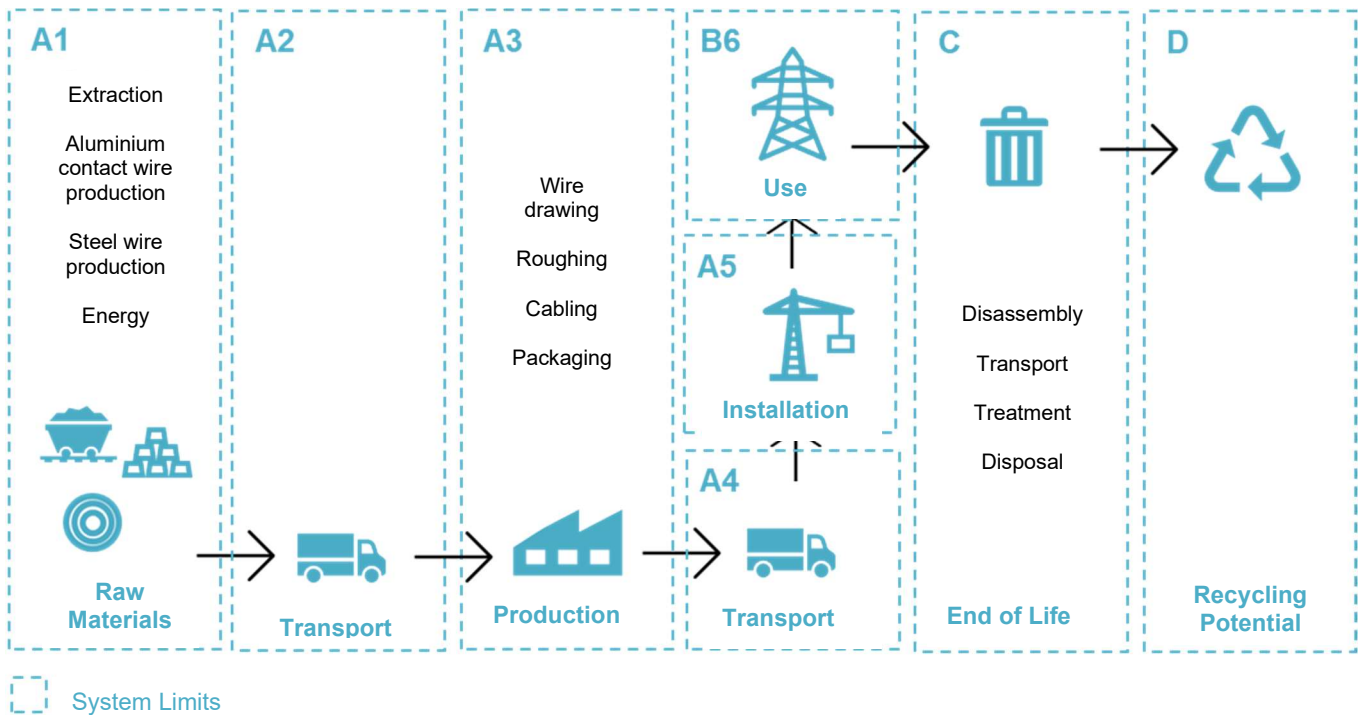 A1
Extraction
Aluminium
contact wire
production
Steel wire
production
Energy
Raw
Materials
A2
Transport
A3
Wire
drawing
Roughing
Cabling
Packaging
Production
B6
Use
A5
Installation
A4
Transport
C
Disassembly
Transport
Treatment
Disposal
End of Life
D
Recycling
Potential
System Limits